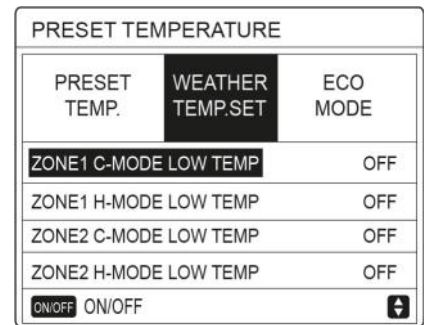 PRESET TEMPERATURE
PRESET TEMP.
WEATHER TEMP.SET
ECO MODE
ZONE1 C-MODE LOW TEMP OFF
ZONE1 H-MODE LOW TEMP OFF
ZONE2 C-MODE LOW TEMP OFF
ZONE2 H-MODE LOW TEMP OFF
ON/OFF ON/OFF